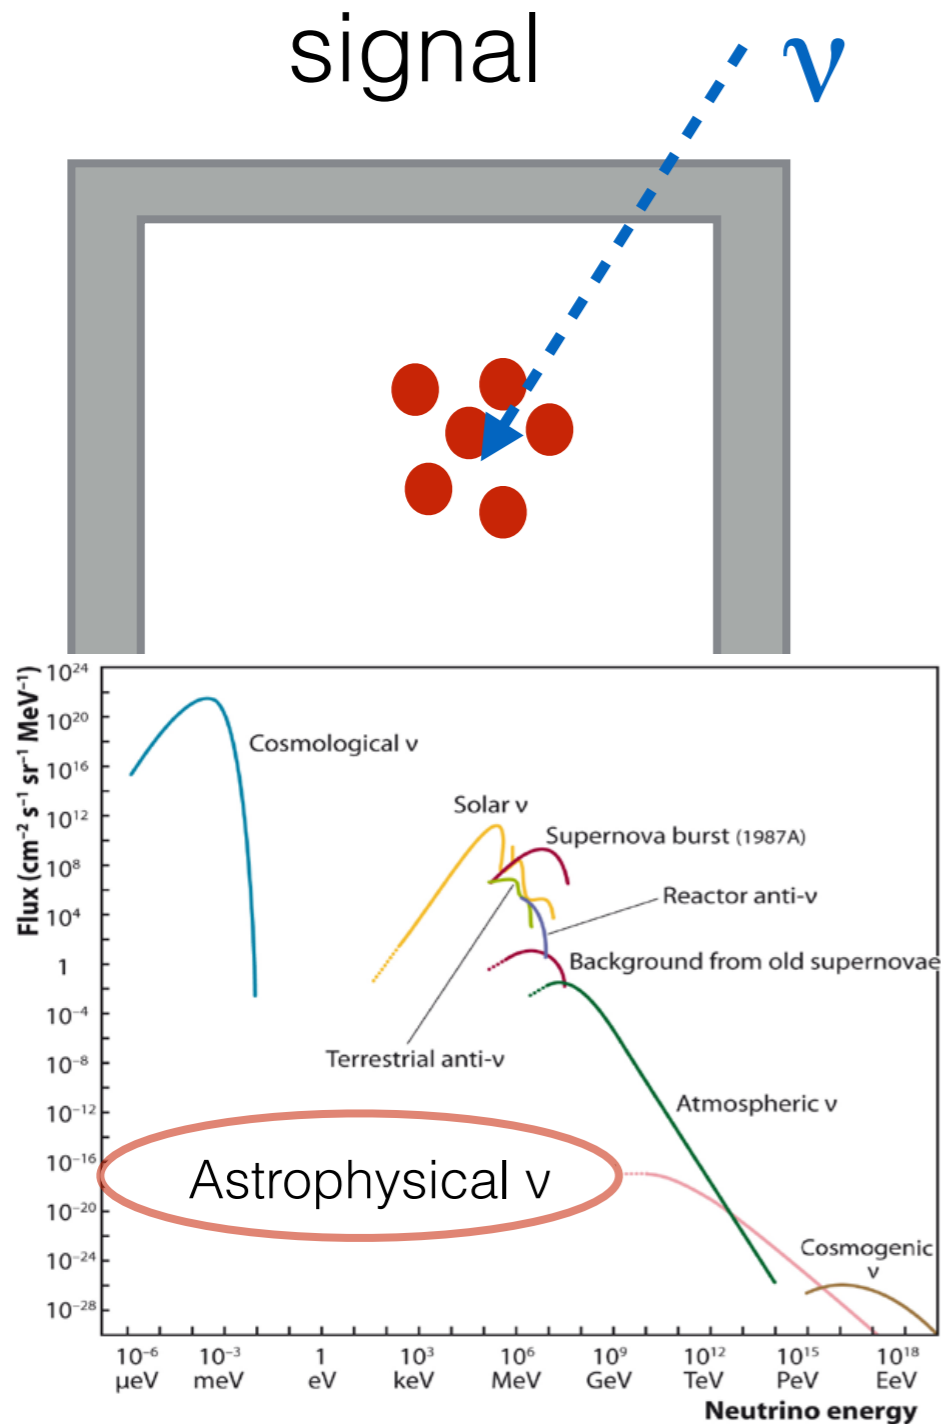 signal
ν
Flux (cm⁻² s⁻¹ sr⁻¹ MeV⁻¹)
10²⁴
10²⁰
10¹⁶
10¹²
10⁸
10⁴
1
10⁻⁴
10⁻⁸
10⁻¹²
10⁻¹⁶
10⁻²⁰
10⁻²⁴
10⁻²⁸
Cosmological ν
Solar ν
Supernova burst (1987A)
Reactor anti-ν
Background from old supernovae
Terrestrial anti-ν
Atmospheric ν
Astrophysical ν
Cosmogenic
ν
10⁻⁶ 10⁻³ 1 10³ 10⁶ 10⁹ 10¹² 10¹⁵ 10¹⁸
µeV meV eV keV MeV GeV TeV PeV EeV
Neutrino energy